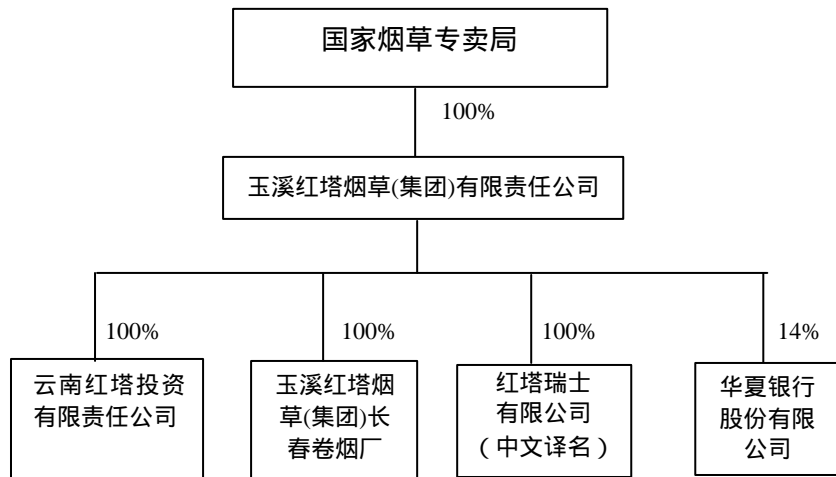 国家烟草专卖局
100%
玉溪红塔烟草(集团)有限责任公司
100%
100%
100%
14%
云南红塔投资
有限责任公司
玉溪红塔烟
草(集团)长
春卷烟厂
红塔瑞士
有限公司
（中文译名）
华夏银行
股份有限
公司